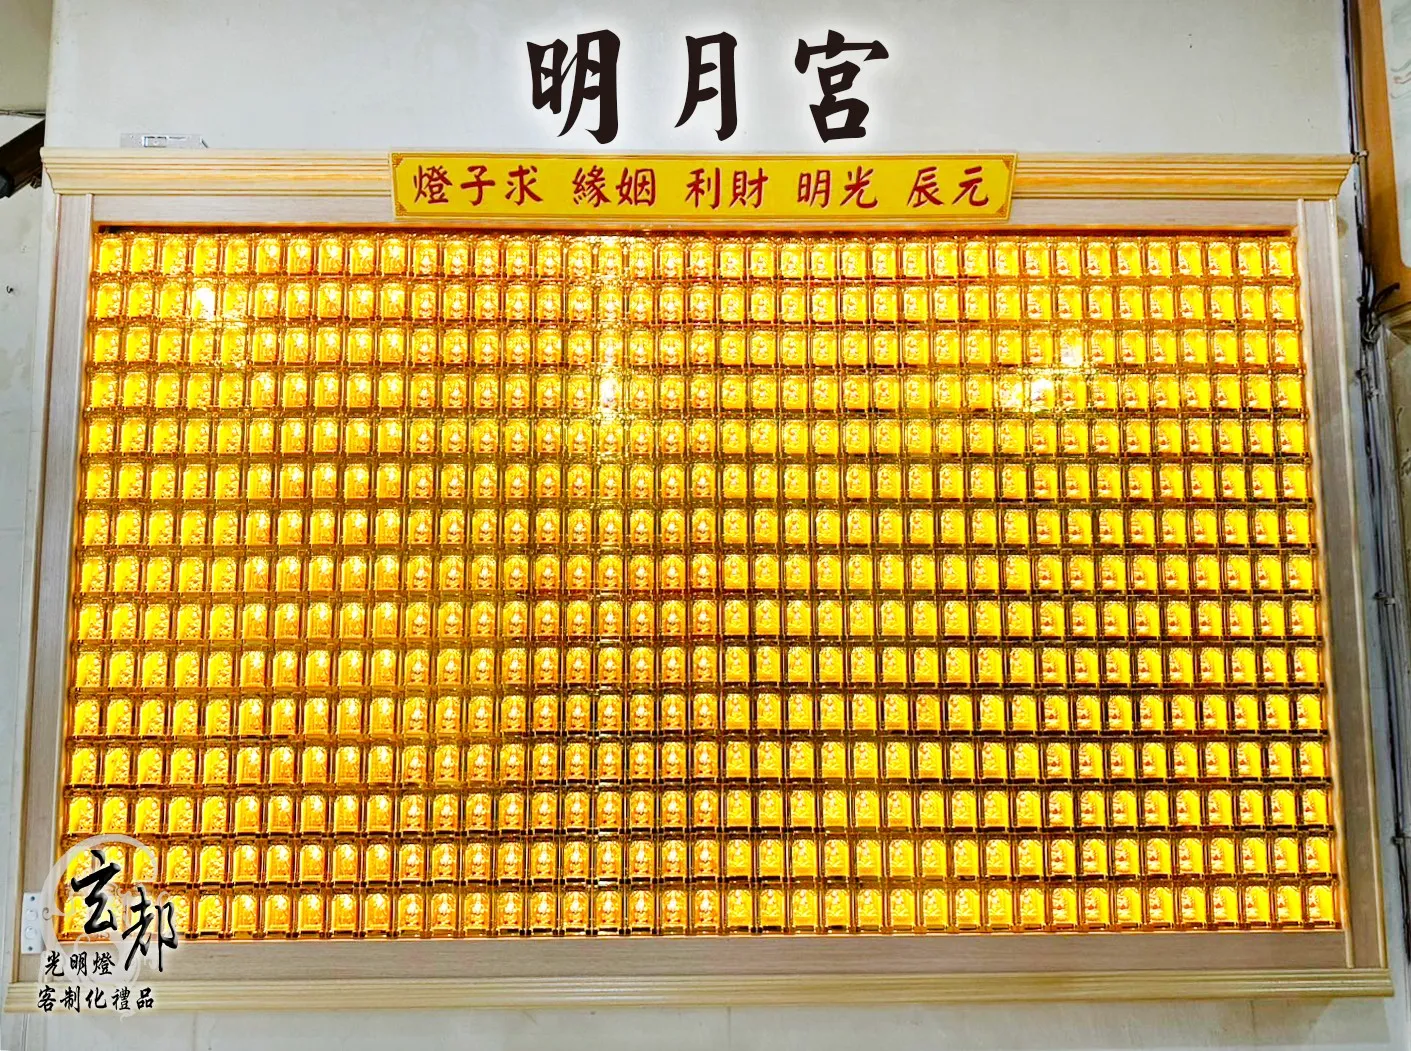 明月宮
燈子求 緣姻 利財 明光 辰元
玄都
光明燈
客制化禮品